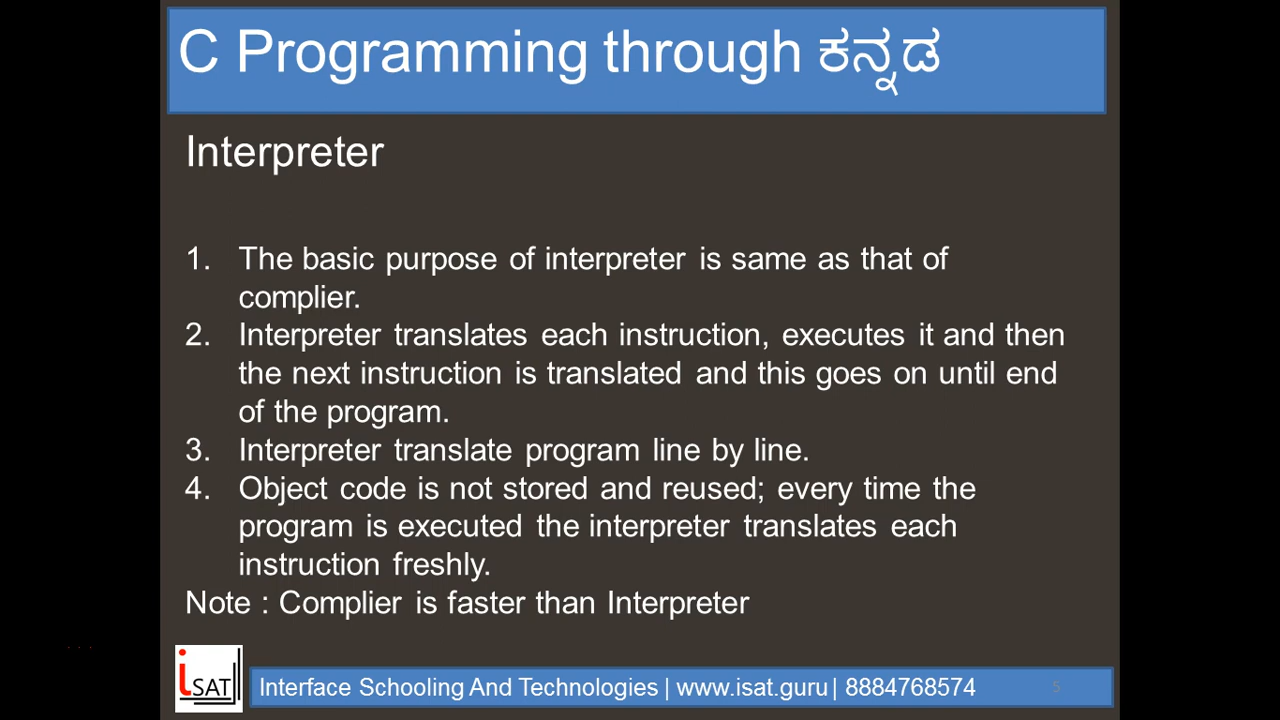 C Programming through ಕನ್ನಡ
Interpreter
1. The basic purpose of interpreter is same as that of
complier.
2. Interpreter translates each instruction, executes it and then
the next instruction is translated and this goes on until end
of the program.
3. Interpreter translate program line by line.
4. Object code is not stored and reused; every time the
program is executed the interpreter translates each
instruction freshly.
Note : Complier is faster than Interpreter
iSAT
Interface Schooling And Technologies | www.isat.guru | 8884768574
5